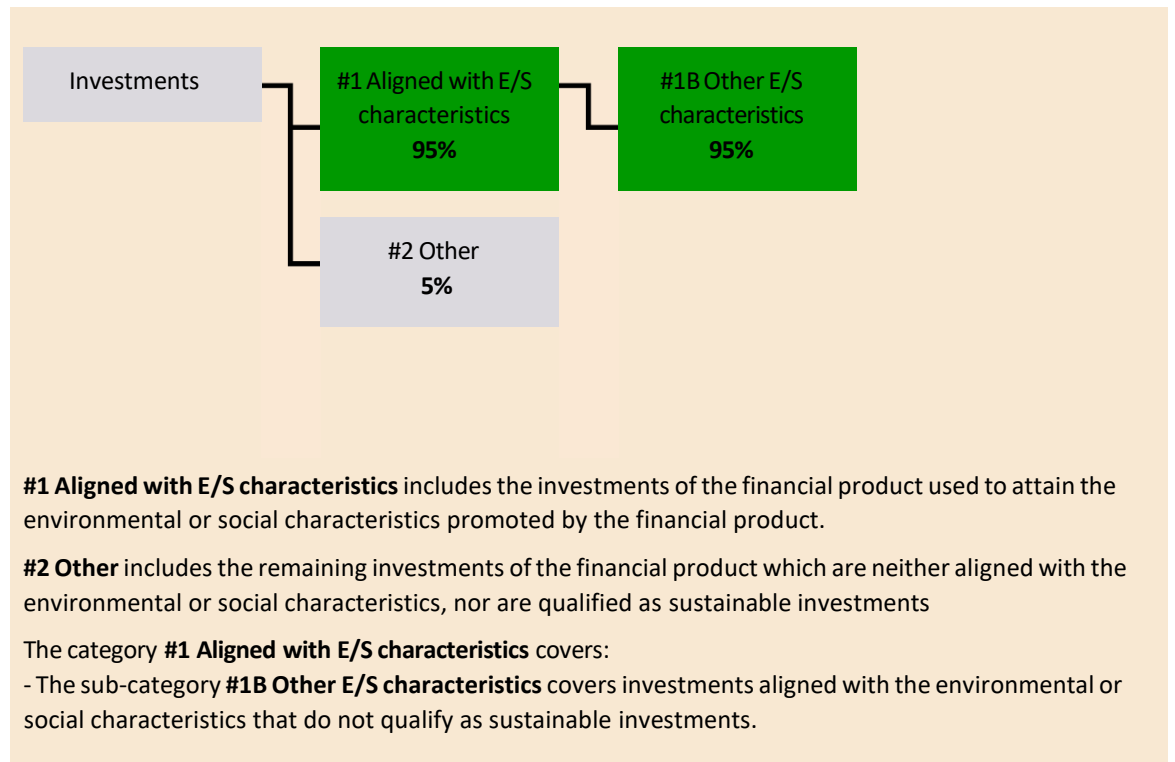 Investments
#1 Aligned with E/S
characteristics
95%
#1B Other E/S
characteristics
95%
#2 Other
5%
#1 Aligned with E/S characteristics includes the investments of the financial product used to attain the
environmental or social characteristics promoted by the financial product.
#2 Other includes the remaining investments of the financial product which are neither aligned with the
environmental or social characteristics, nor are qualified as sustainable investments
The category #1 Aligned with E/S characteristics covers:
- The sub-category #1B Other E/S characteristics covers investments aligned with the environmental or
social characteristics that do not qualify as sustainable investments.